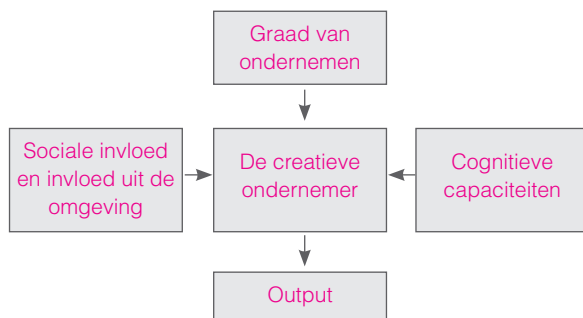 Graad van
ondernemen
Sociale invloed
en invloed uit de
omgeving
De creatieve
ondernemer
Cognitieve
capaciteiten
Output